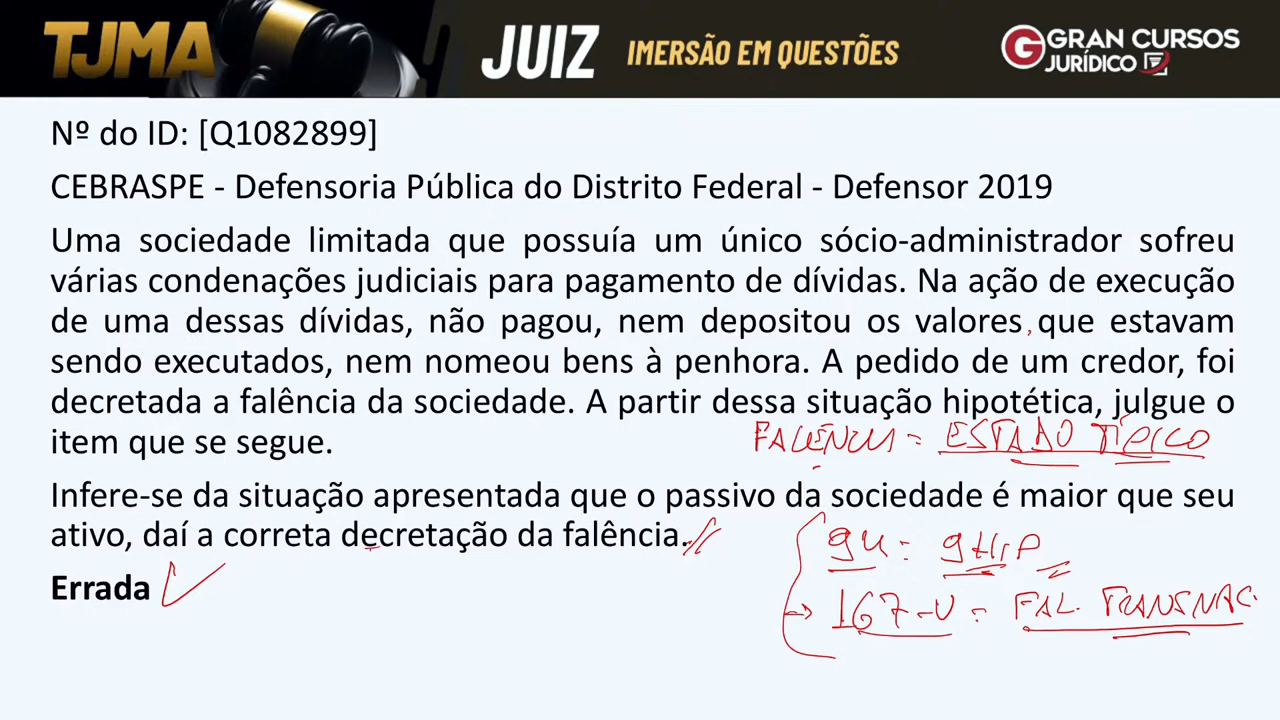 TJMA
JUIZ
IMERSÃO EM QUESTÕES
GRAN CURSOS
JURÍDICO
Nº do ID: [Q1082899]
CEBRASPE - Defensoria Pública do Distrito Federal - Defensor 2019
Uma sociedade limitada que possuía um único sócio-administrador sofreu
várias condenações judiciais para pagamento de dívidas. Na ação de execução
de uma dessas dívidas, não pagou, nem depositou os valores que estavam
sendo executados, nem nomeou bens à penhora. A pedido de um credor, foi
decretada a falência da sociedade. A partir dessa situação hipotética, julgue o
item que se segue.
FALÊNCIA = ESTADO TÍPICO
Infere-se da situação apresentada que o passivo da sociedade é maior que seu
ativo, daí a correta decretação da falência.
94 = 9 Hip
Errada
→ 167-U = FAL. TRANSNAC.